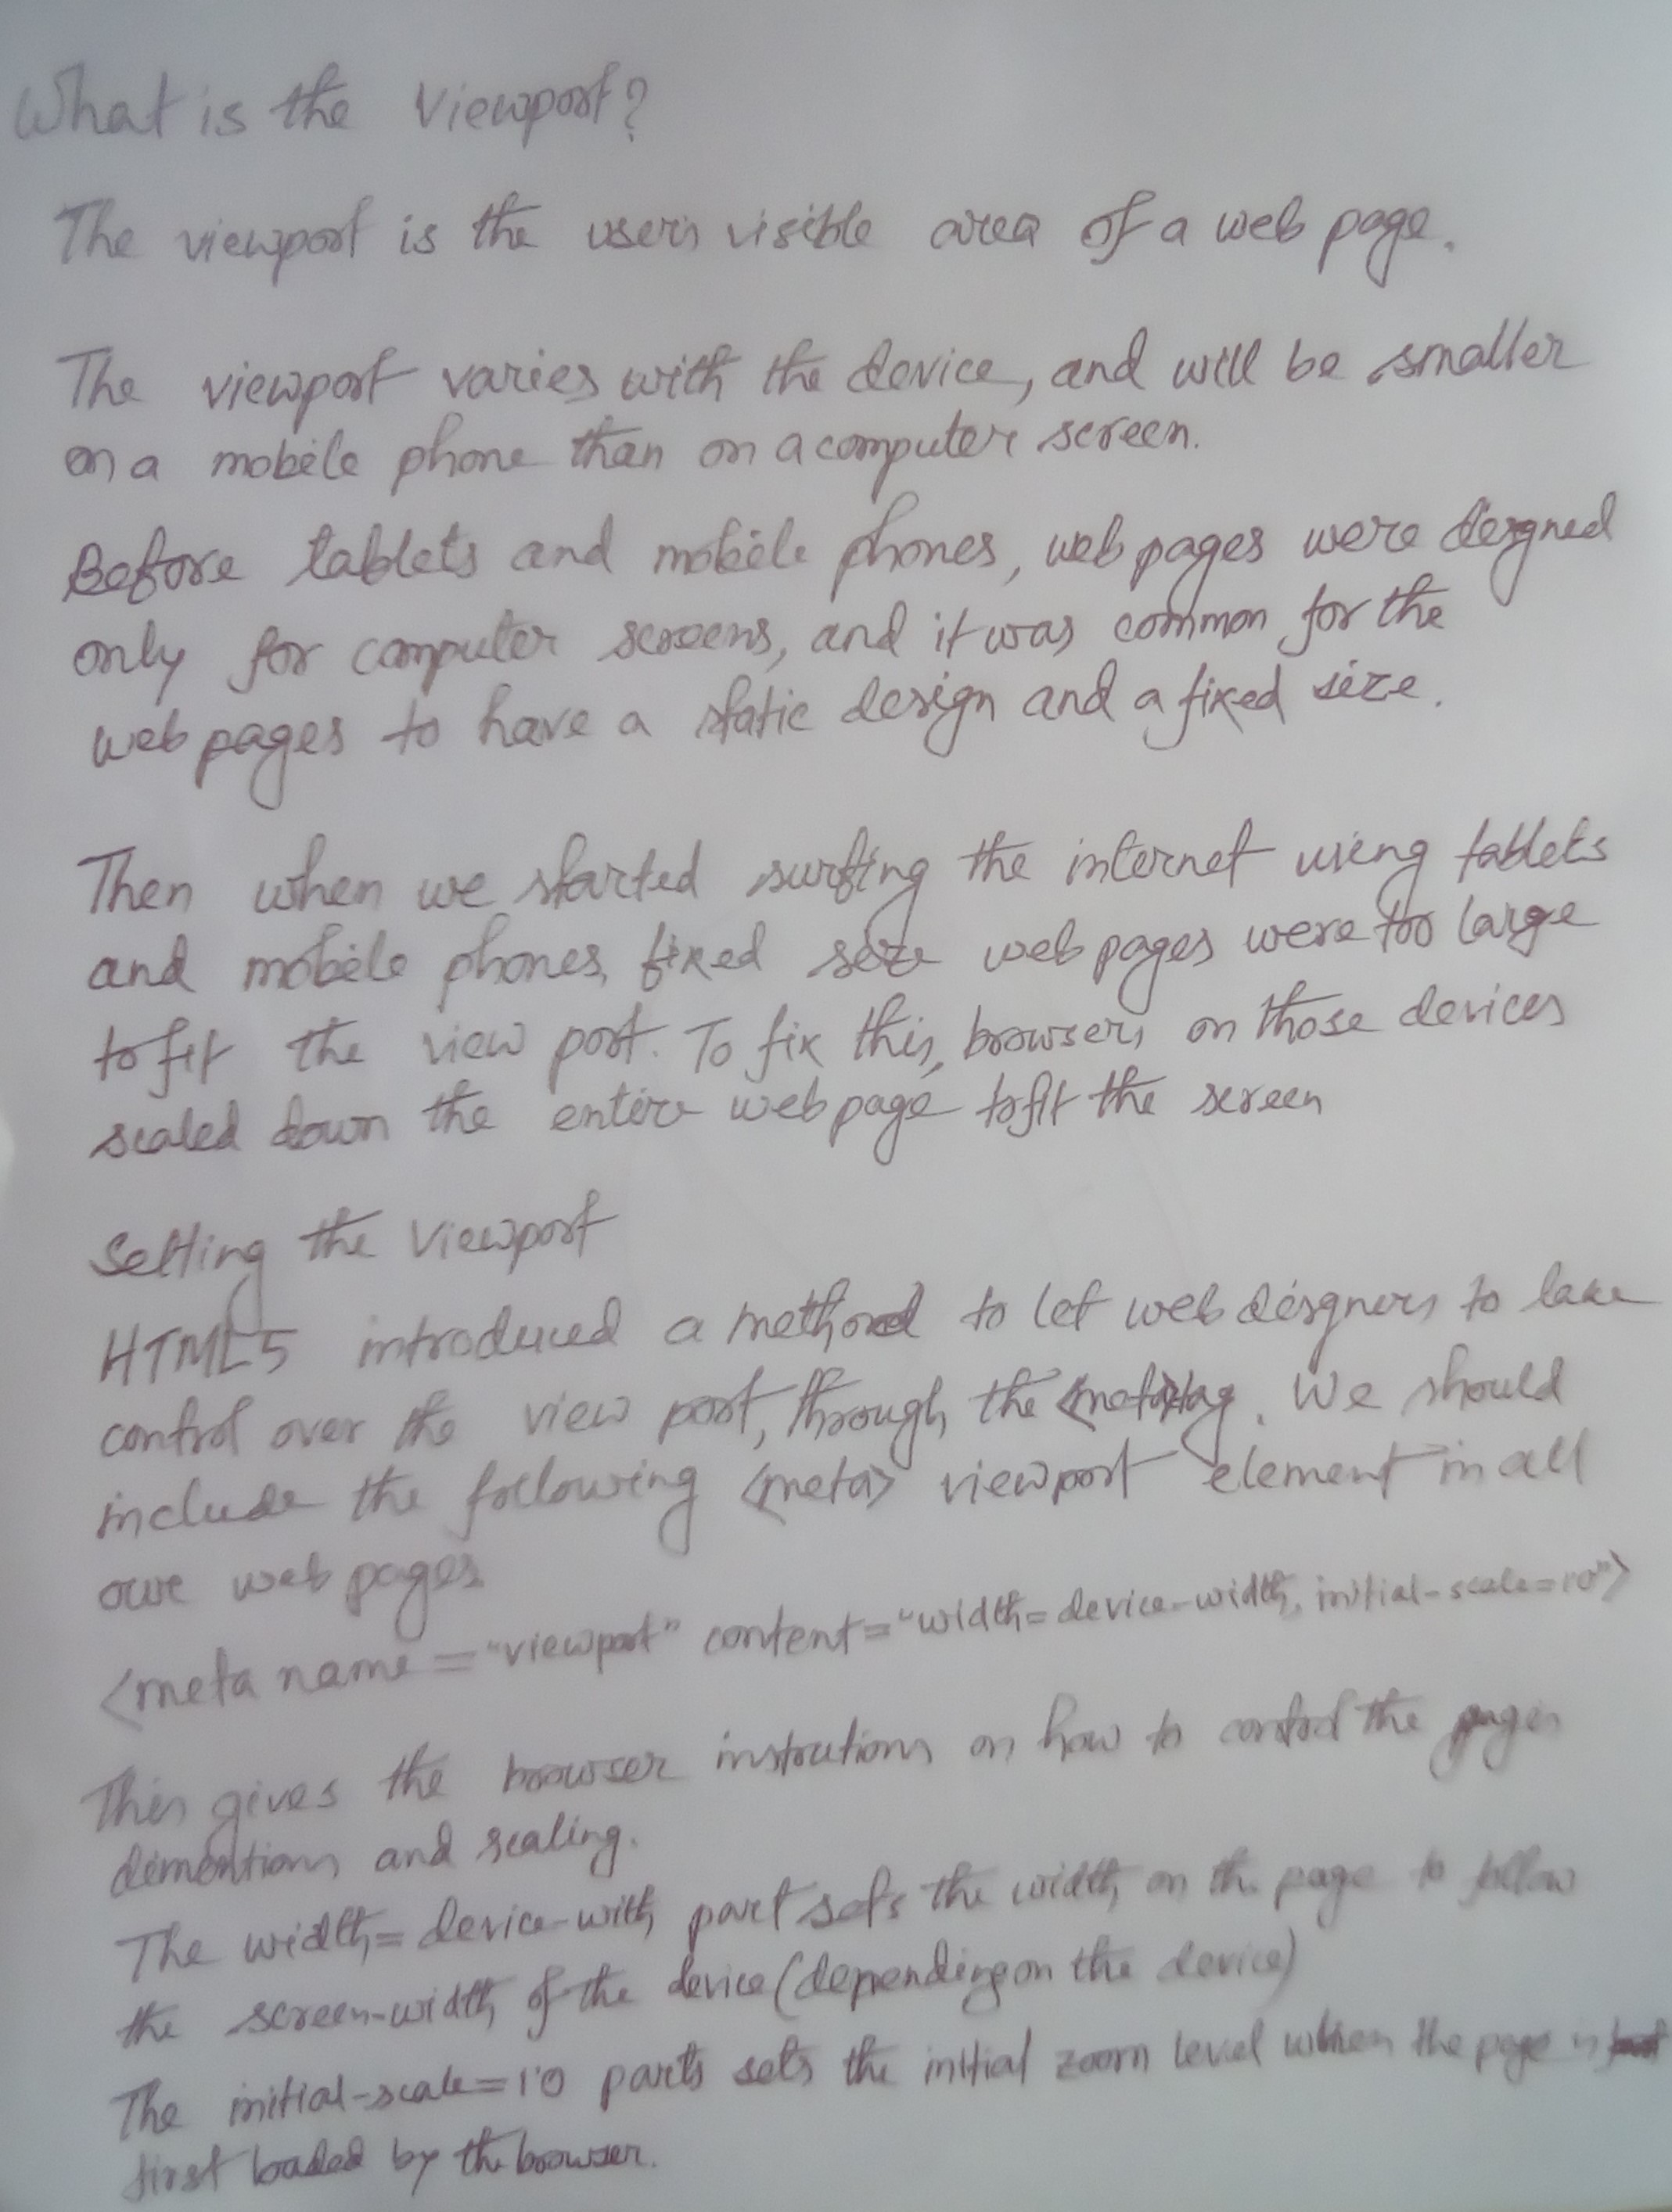 What is the Viewport?
The viewport is the users visible area of a web page.
The viewport varies with the device, and will be smaller
on a mobile phone than on a computer screen.
Before tablets and mobile phones, web pages were desgned
only for computer screens, and it was common for the
web pages to have a static design and a fixed size.
Then when we started surfing the internet using tablets
and mobile phones, fixed size web pages were too large
to fit the view port. To fix this, browsers on those devices
scaled down the entire web page to fit the screen
Setting the Viewport
HTML5 introduced a method to let web designers to take
control over the view port, through the <meta> tag. We should
include the following <meta> viewport element in all
our web pages
<meta name="viewport" content="width=device-width, initial-scale=1.0">
This gives the browser instrutions on how to control the pages
dimentions and scaling.
The width=device-with part sets the width on the page to follow
the screen-width of the device (depending on the device)
The initial-scale=1.0 parts sets the initial zoom level when the page is
first loaded by the browser.